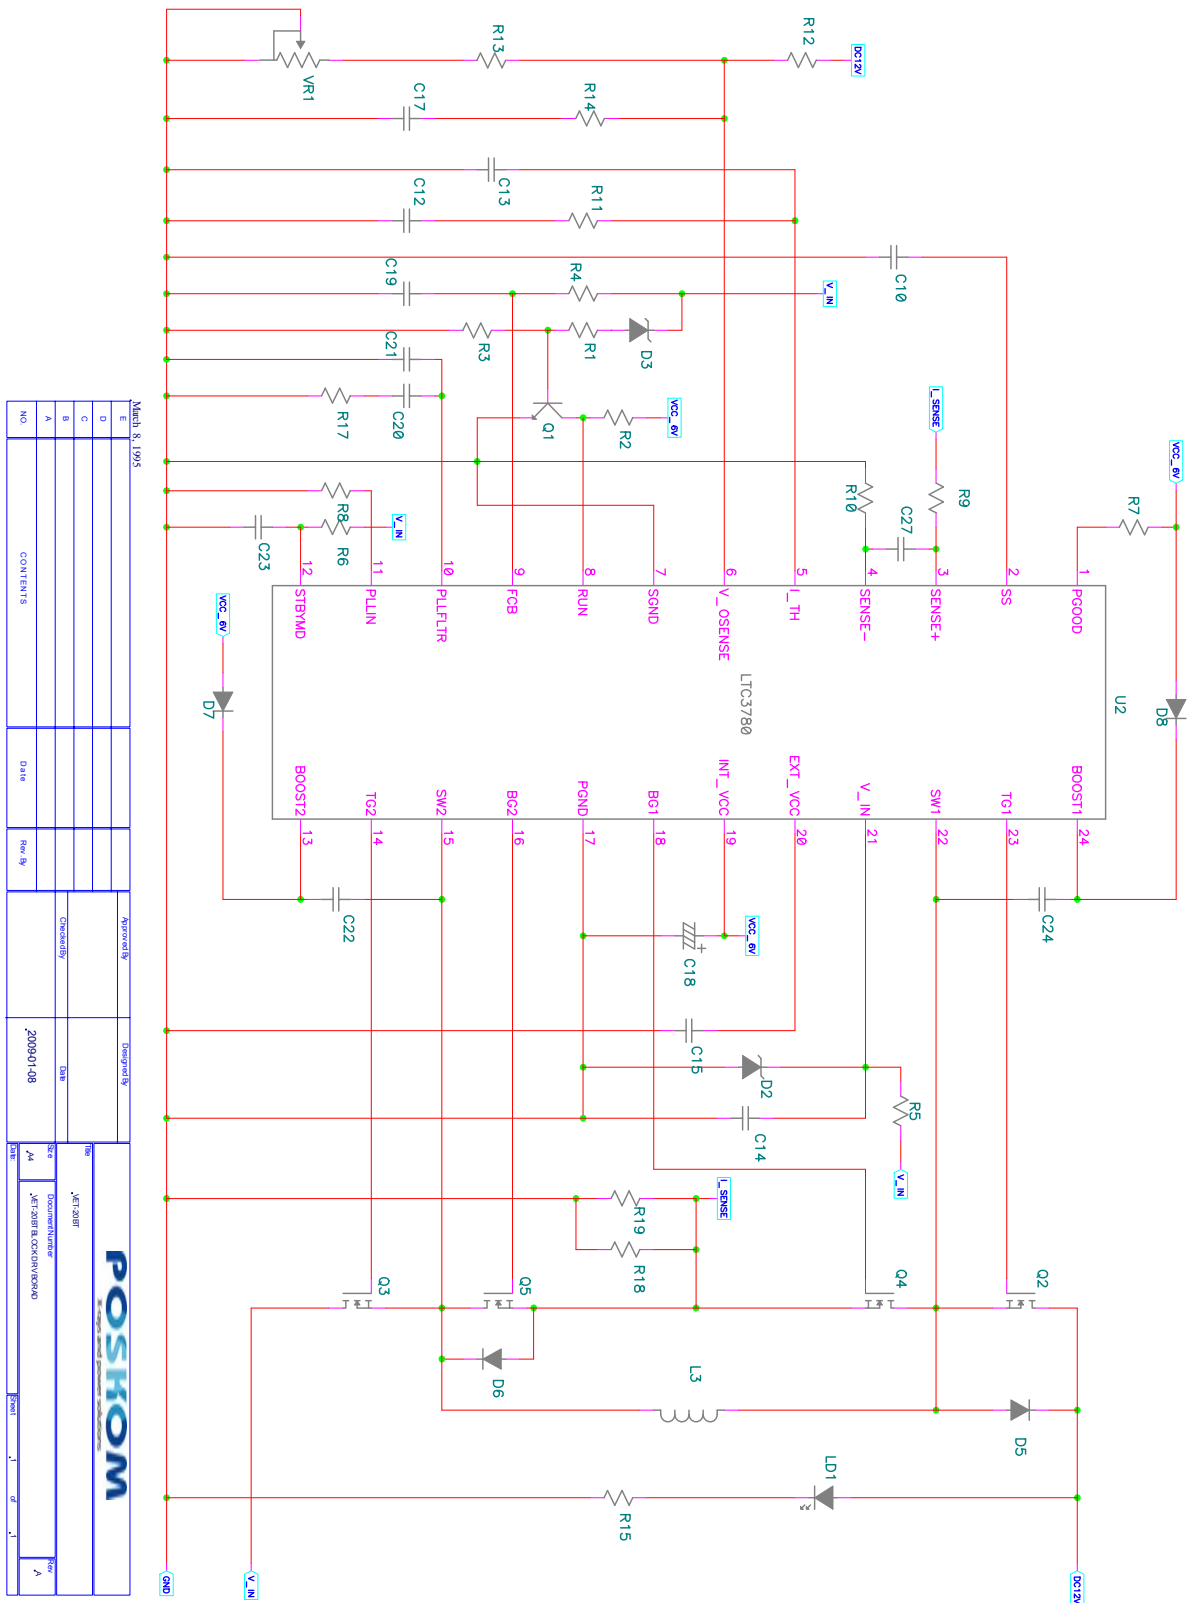 VCC_6V
D8
DC12V
R7
U2
D5
BOOST1
24
1
PGOOD
C24
TG1
23
2
SS
Q2
I_SENSE
R9
SW1
22
3
SENSE+
C10
C27
R5
V_IN
Q4
R10
V_IN
21
4
SENSE-
DC12V
R12
V_IN
LD1
EXT_VCC
20
5
I_TH
LTC3780
VCC_6V
D2
C14
INT_VCC
19
6
V_OSENSE
I_SENSE
L3
C15
C18
VCC_6V
BG1
18
7
SGND
D3
R18
R19
R15
R2
R14
R11
R4
R1
PGND
17
8
RUN
Q1
R13
C13
R3
Q5
D6
BG2
16
9
FCB
C17
C12
C19
C21
C20
SW2
15
10
PLLFLTR
V_IN
R17
R8
R6
TG2
14
11
PLLIN
Q3
C22
VR1
C23
BOOST2
13
12
STBYMD
V_IN
VCC_6V
D7
GND
March 8, 1995
E
D
C
B
A
NO.
CONTENTS
Date
Rev. By
Approved By
Designed By
Checked By
Date
2009-01-08
POSKOM
X-rays and power solutions
Title
VET-20BT
Size
A4
Document Number
VET-20BT BLOCK DRV BORAD
Rev
A
Date:
Sheet
1
of
1